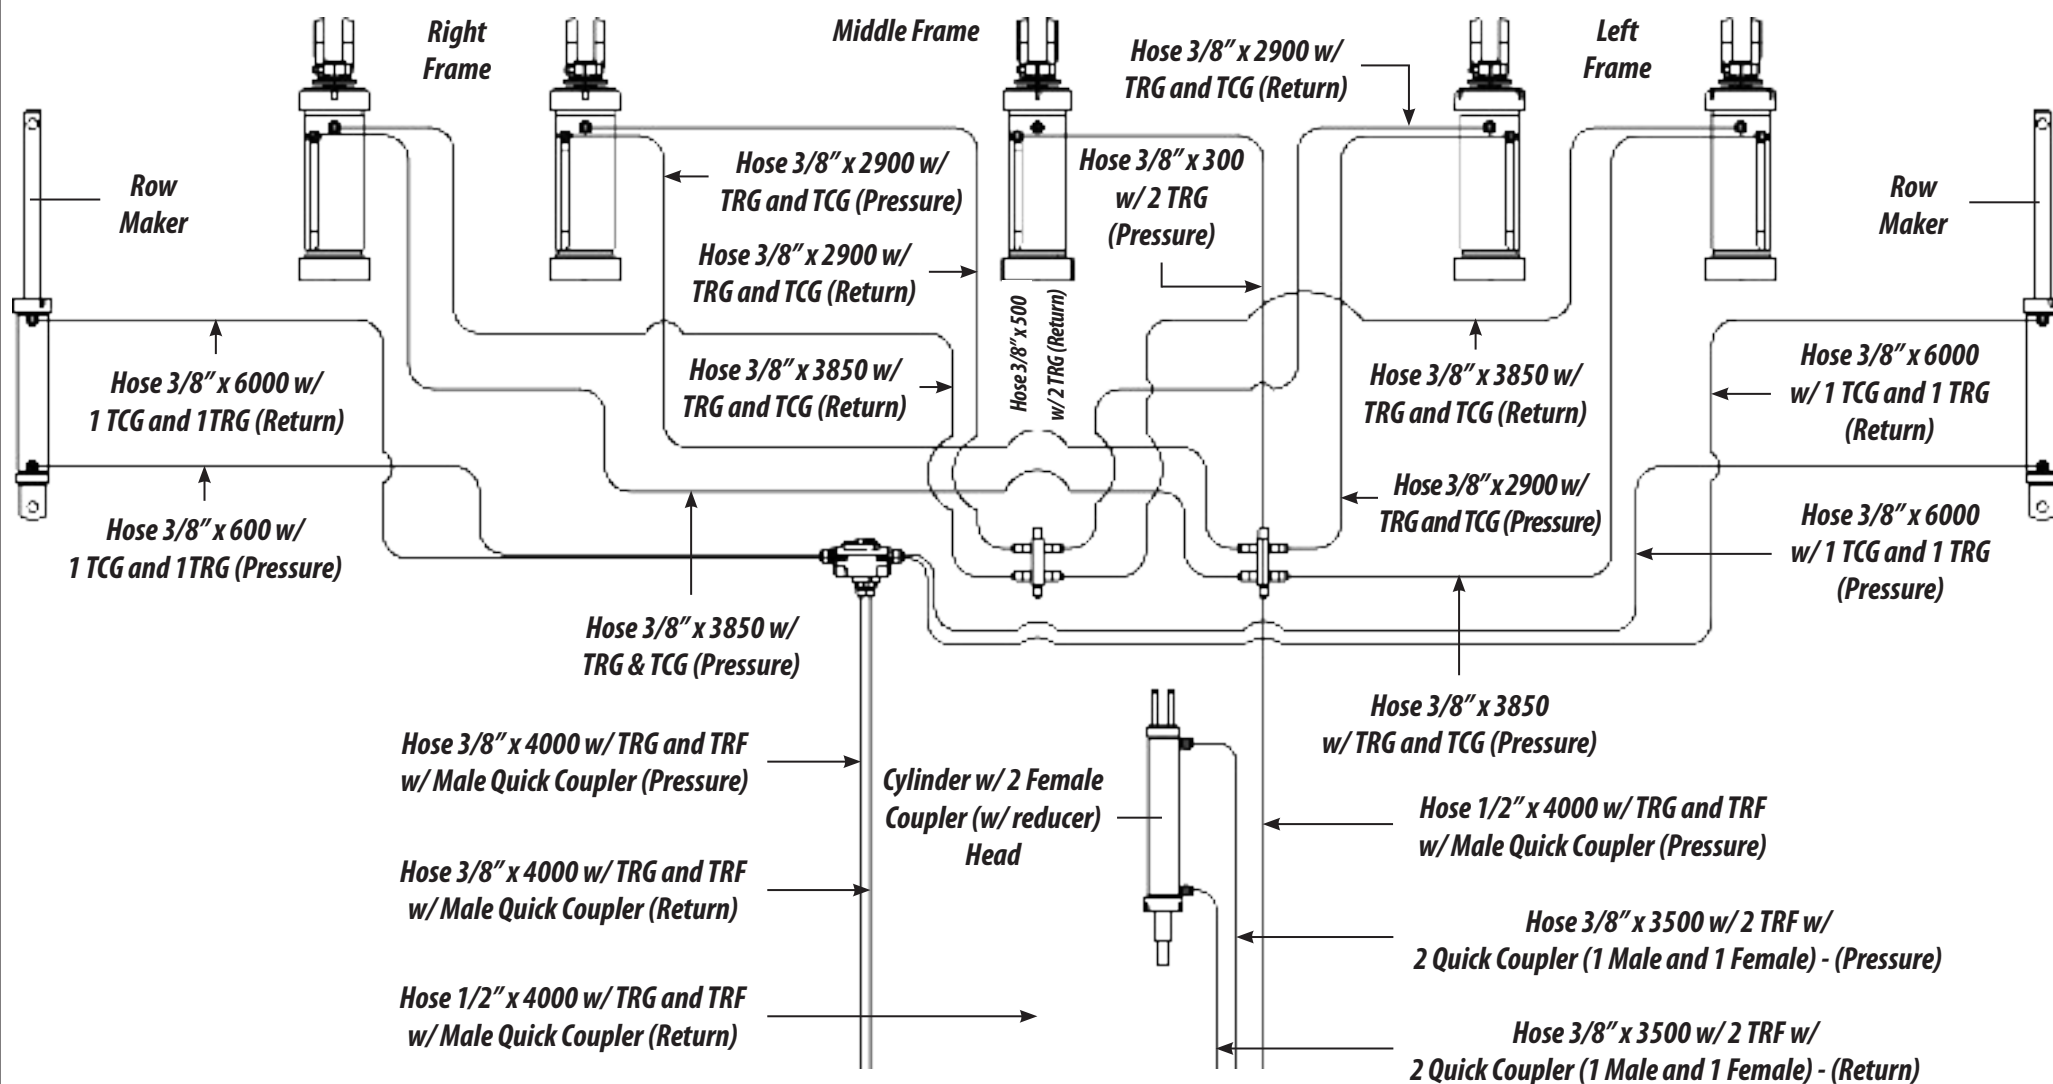 Right
Frame
Middle Frame
Hose 3/8” x 2900 w/
TRG and TCG (Return)
Left
Frame
Row
Maker
Hose 3/8” x 2900 w/
TRG and TCG (Pressure)
Hose 3/8” x 300
w/ 2 TRG
(Pressure)
Row
Maker
Hose 3/8” x 2900 w/
TRG and TCG (Return)
Hose 3/8” x 500
w/ 2 TRG (Return)
Hose 3/8” x 6000 w/
1 TCG and 1TRG (Return)
Hose 3/8” x 3850 w/
TRG and TCG (Return)
Hose 3/8” x 3850 w/
TRG and TCG (Return)
Hose 3/8” x 6000
w/ 1 TCG and 1 TRG
(Return)
Hose 3/8” x 600 w/
1 TCG and 1TRG (Pressure)
Hose 3/8” x 2900 w/
TRG and TCG (Pressure)
Hose 3/8” x 6000
w/ 1 TCG and 1 TRG
(Pressure)
Hose 3/8” x 3850 w/
TRG & TCG (Pressure)
Hose 3/8” x 3850
w/ TRG and TCG (Pressure)
Hose 3/8” x 4000 w/ TRG and TRF
w/ Male Quick Coupler (Pressure)
Cylinder w/ 2 Female
Coupler (w/ reducer)
Head
Hose 1/2” x 4000 w/ TRG and TRF
w/ Male Quick Coupler (Pressure)
Hose 3/8” x 4000 w/ TRG and TRF
w/ Male Quick Coupler (Return)
Hose 3/8” x 3500 w/ 2 TRF w/
2 Quick Coupler (1 Male and 1 Female) - (Pressure)
Hose 1/2” x 4000 w/ TRG and TRF
w/ Male Quick Coupler (Return)
Hose 3/8” x 3500 w/ 2 TRF w/
2 Quick Coupler (1 Male and 1 Female) - (Return)